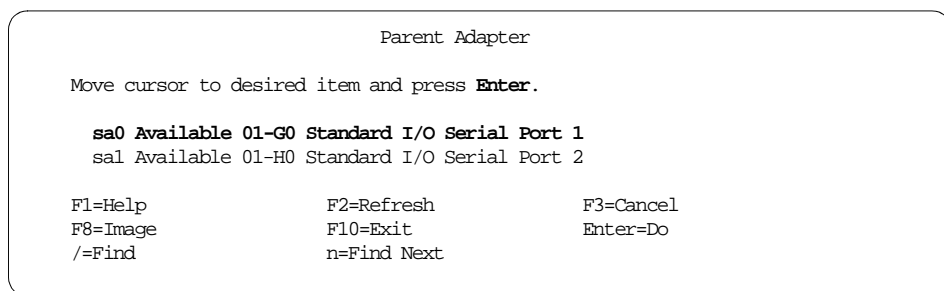 Parent Adapter
Move cursor to desired item and press Enter.
sa0 Available 01-G0 Standard I/O Serial Port 1
sa1 Available 01-H0 Standard I/O Serial Port 2
F1=Help F2=Refresh F3=Cancel
F8=Image F10=Exit Enter=Do
/=Find n=Find Next